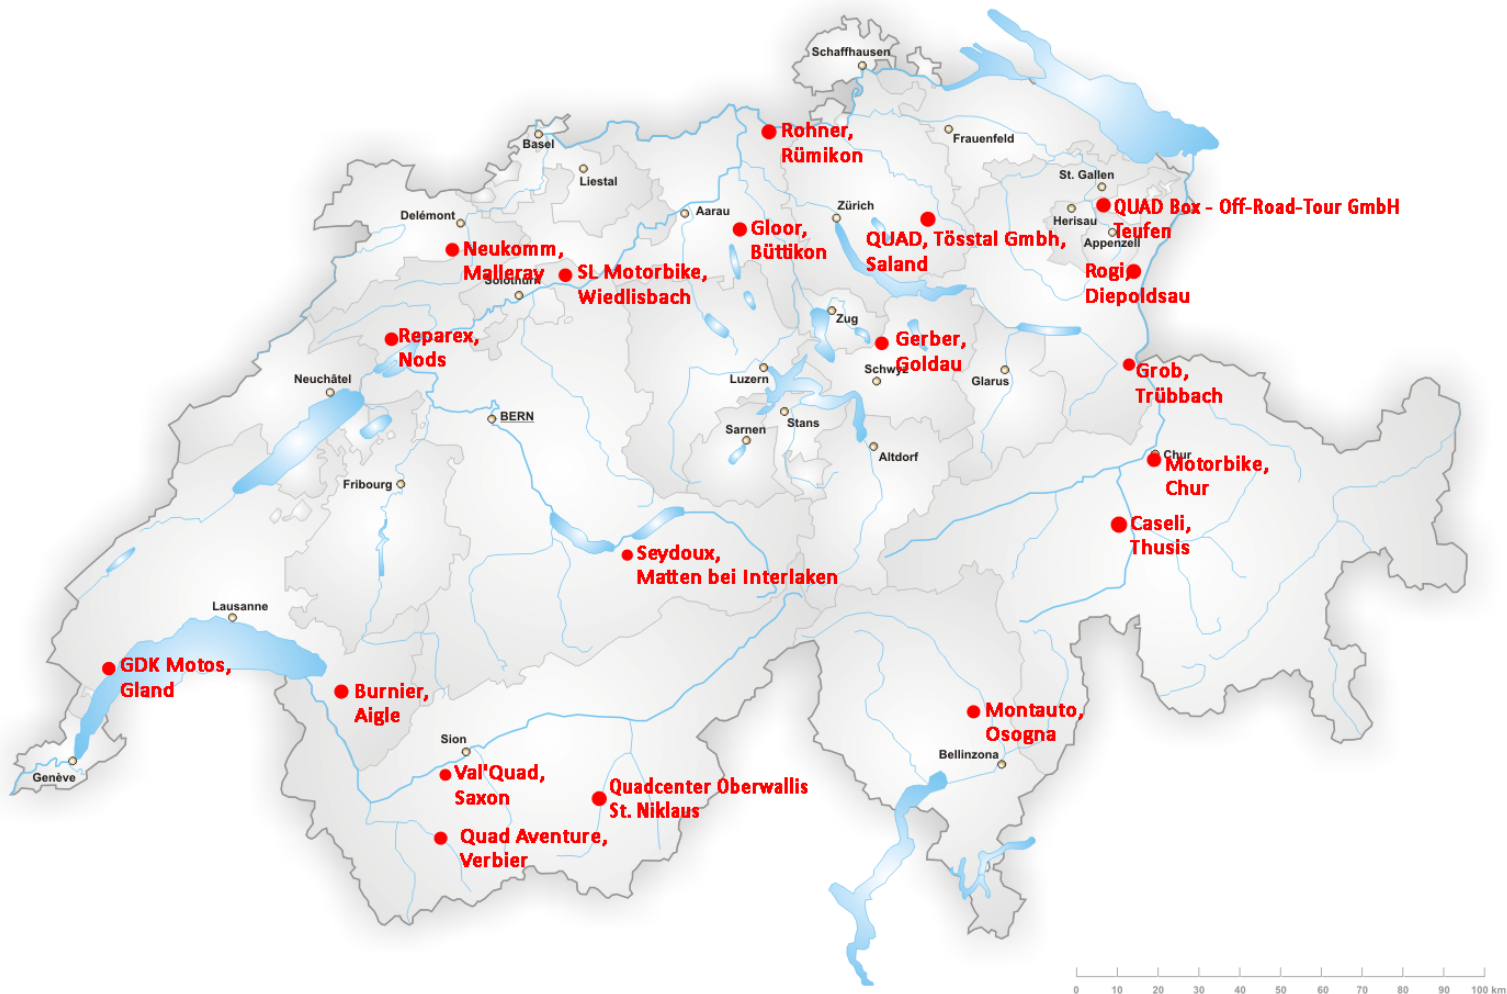 Schaffhausen
Rohner,
Rümikon
Frauenfeld
Basel
Liestal
St. Gallen
Delémont
Aarau
Zürich
Herisau
QUAD Box - Off-Road-Tour GmbH
Teufen
Appenzell
Gloor,
Büttikon
QUAD, Tösstal Gmbh,
Saland
Neukomm,
Malleray
SL Motorbike,
Wiedlisbach
Solothurn
Rogi,
Diepoldsau
Zug
Reparex,
Nods
Gerber,
Goldau
Schwyz
Glarus
Grob,
Trübbach
Neuchâtel
Luzern
BERN
Stans
Sarnen
Altdorf
Chur
Motorbike,
Chur
Fribourg
Caseli,
Thusis
Seydoux,
Matten bei Interlaken
Lausanne
GDK Motos,
Gland
Burnier,
Aigle
Montauto,
Osogna
Sion
Bellinzona
Genève
Val'Quad,
Saxon
Quadcenter Oberwallis
St. Niklaus
Quad Aventure,
Verbier
0 10 20 30 40 50 60 70 80 90 100 km